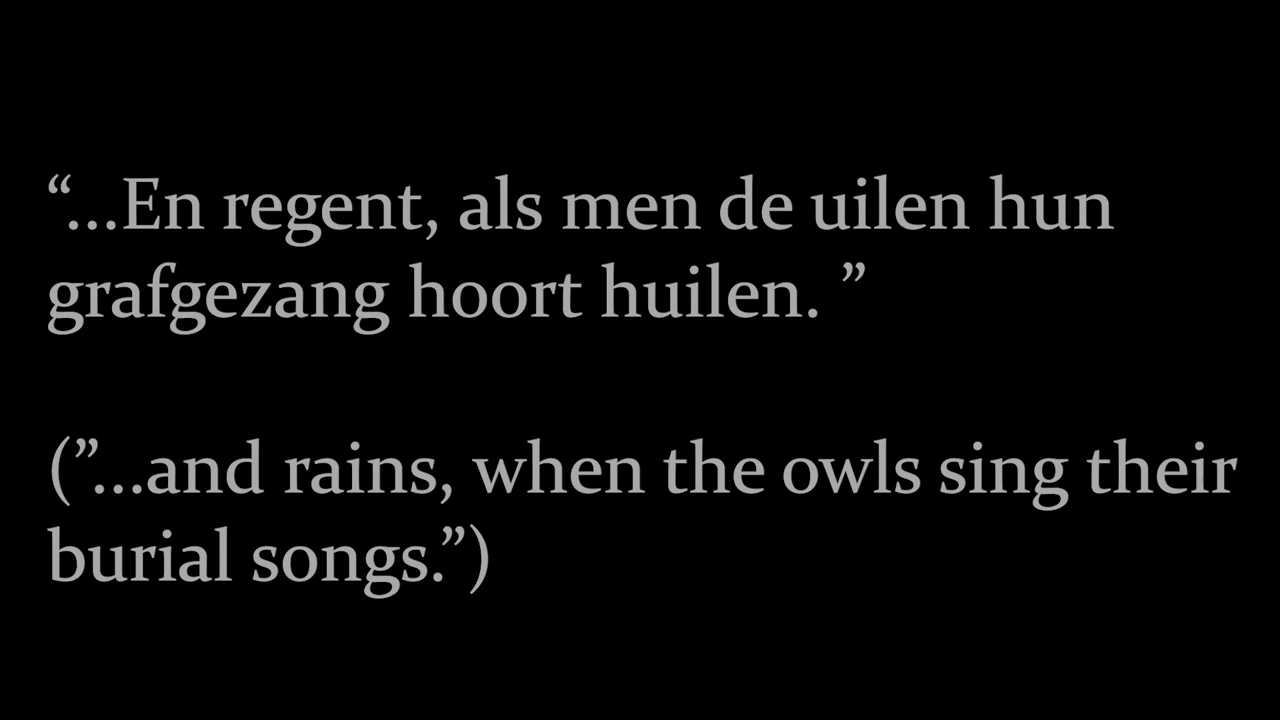 “...En regent, als men de uilen hun
grafgezang hoort huilen. ”
(”...and rains, when the owls sing their
burial songs.”)